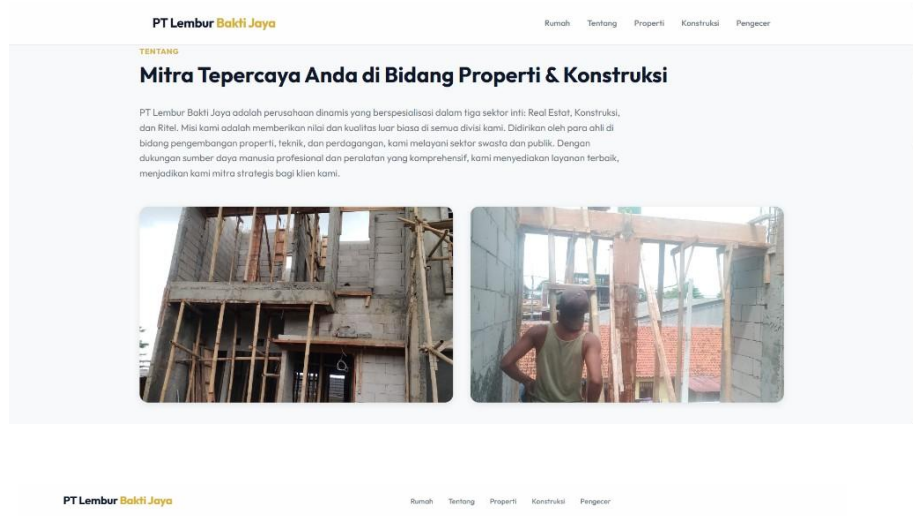 PT Lembur Bakti Jaya
Rumah Tentang Properti Konstruksi Pengecer
TENTANG
Mitra Tepercaya Anda di Bidang Properti & Konstruksi
PT Lembur Bakti Jaya adalah perusahaan dinamis yang berspesialisasi dalam tiga sektor inti: Real Estat, Konstruksi,
dan Ritel. Misi kami adalah memberikan nilai dan kualitas luar biasa di semua divisi kami. Didirikan oleh para ahli di
bidang pengembangan properti, teknik, dan perdagangan, kami melayani sektor swasta dan publik. Dengan
dukungan sumber daya manusia profesional dan peralatan yang komprehensif, kami menyediakan layanan terbaik,
menjadikan kami mitra strategis bagi klien kami.
PT Lembur Bakti Jaya
Rumah Tentang Properti Konstruksi Pengecer